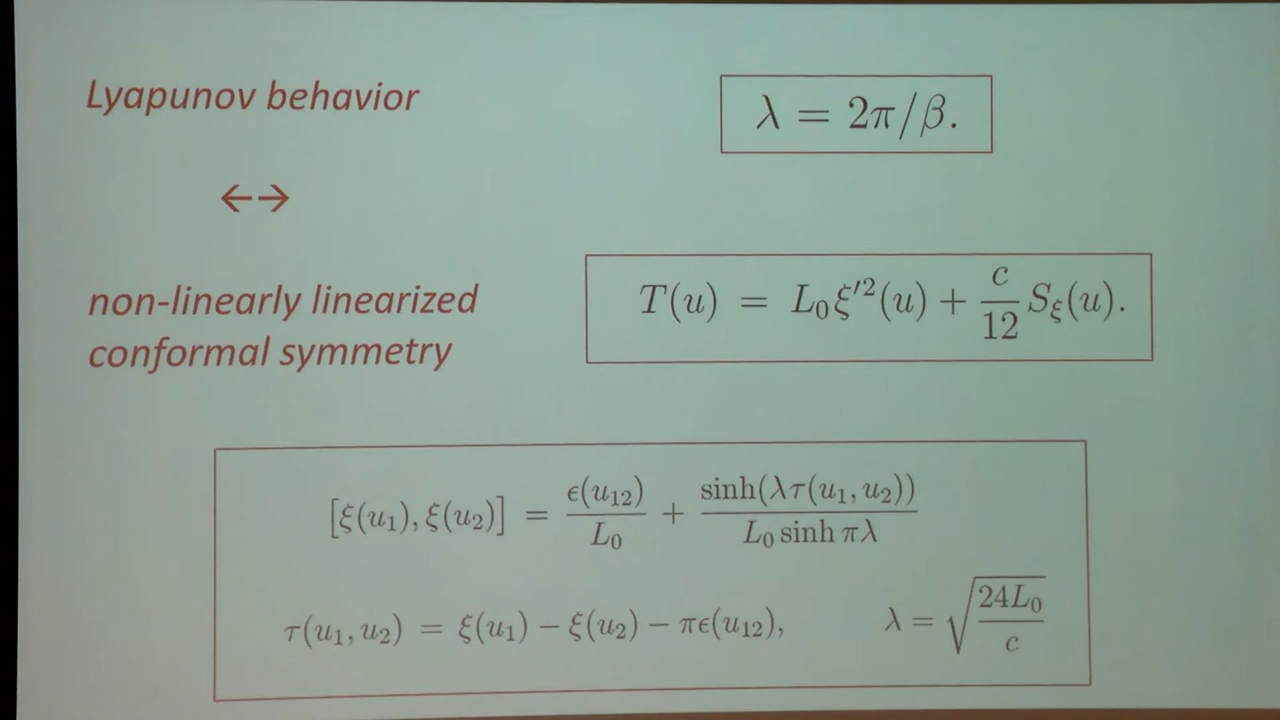 Lyapunov behavior
λ = 2π/β.
←→
non-linearly linearized
conformal symmetry
T(u) = L₀ξ′²(u) + c/12 S_ξ(u).
[ξ(u₁), ξ(u₂)] = ϵ(u₁₂)/L₀ + sinh(λτ(u₁, u₂))/L₀ sinh πλ
τ(u₁, u₂) = ξ(u₁) − ξ(u₂) − πϵ(u₁₂), λ = √(24L₀/c)